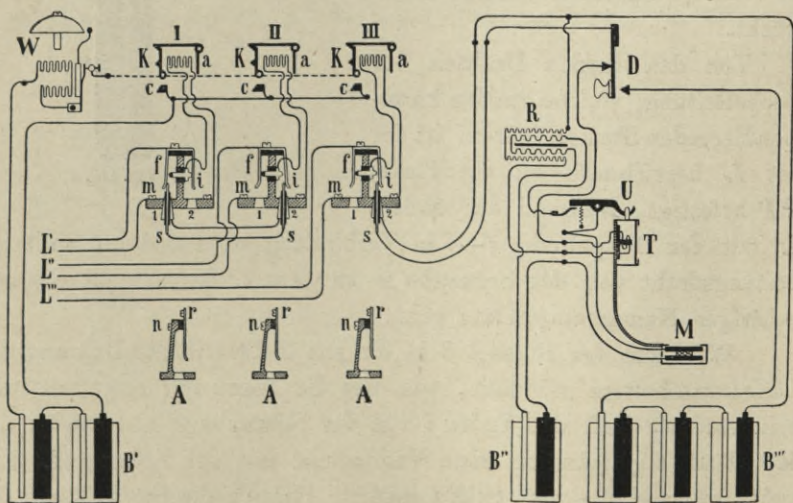 I II III
W K a K a K a
c c c
D
R
f i f i f i
U
m 1 2 m 1 2 m 1 2
T
s s s
L'
L''
L'''
M
n r n r n r
A A A
B' B'' B'''